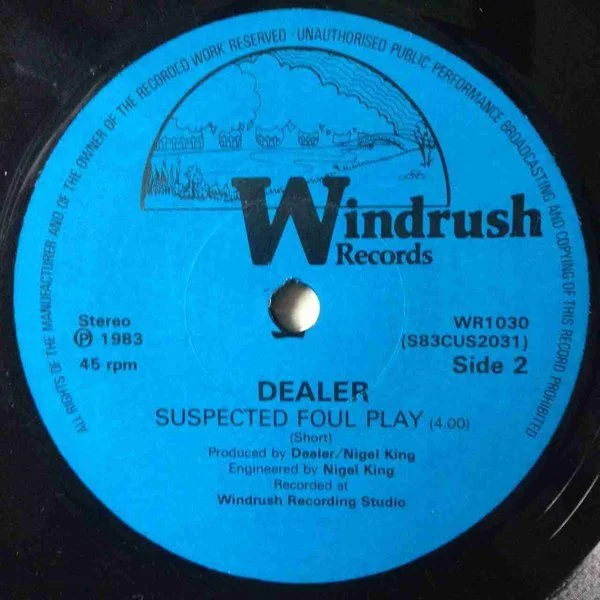 ALL RIGHTS OF THE MANUFACTURER AND OF THE OWNER OF THE RECORDED WORK RESERVED · UNAUTHORISED PUBLIC PERFORMANCE BROADCASTING AND COPYING OF THIS RECORD PROHIBITED
Windrush
Records
Stereo
Ⓟ 1983
45 rpm
WR1030
(S83CUS2031)
Side 2
DEALER
SUSPECTED FOUL PLAY (4.00)
(Short)
Produced by Dealer/Nigel King
Engineered by Nigel King
Recorded at
Windrush Recording Studio